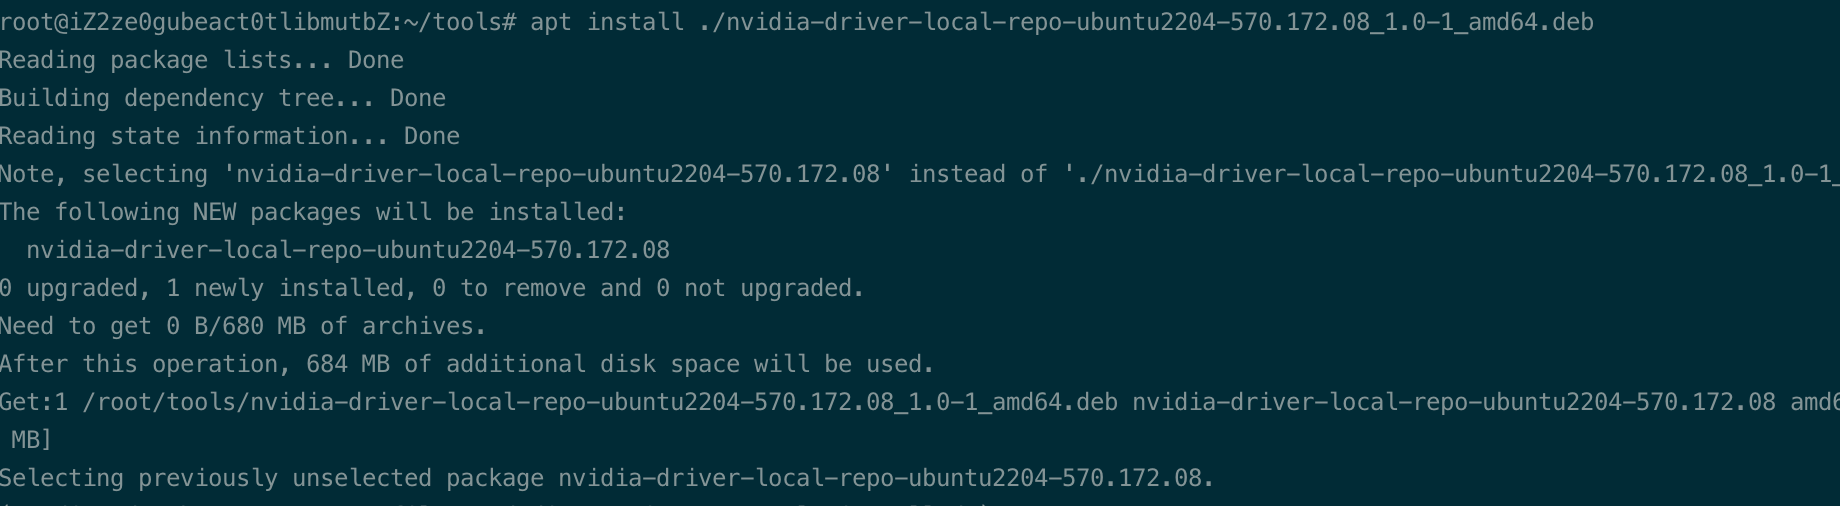 root@iZ2ze0gubeact0tlibmutbZ:~/tools# apt install ./nvidia-driver-local-repo-ubuntu2204-570.172.08_1.0-1_amd64.deb
Reading package lists... Done
Building dependency tree... Done
Reading state information... Done
Note, selecting 'nvidia-driver-local-repo-ubuntu2204-570.172.08' instead of './nvidia-driver-local-repo-ubuntu2204-570.172.08_1.0-1_
The following NEW packages will be installed:
  nvidia-driver-local-repo-ubuntu2204-570.172.08
0 upgraded, 1 newly installed, 0 to remove and 0 not upgraded.
Need to get 0 B/680 MB of archives.
After this operation, 684 MB of additional disk space will be used.
Get:1 /root/tools/nvidia-driver-local-repo-ubuntu2204-570.172.08_1.0-1_amd64.deb nvidia-driver-local-repo-ubuntu2204-570.172.08 amd6
 MB]
Selecting previously unselected package nvidia-driver-local-repo-ubuntu2204-570.172.08.